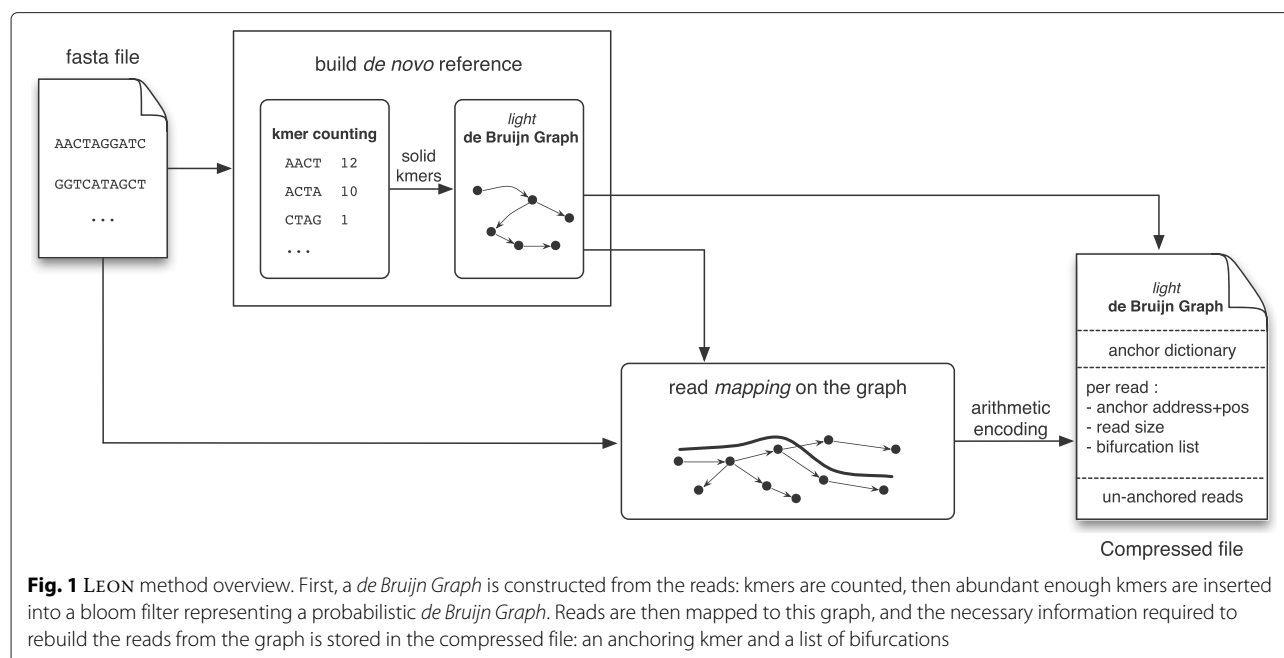 fasta file
AACTAGGATC
GGTCATAGCT
...
build de novo reference
kmer counting
AACT 12
ACTA 10
CTAG 1
...
solid
kmers
light
de Bruijn Graph
read mapping on the graph
arithmetic
encoding
light
de Bruijn Graph
anchor dictionary
per read :
- anchor address+pos
- read size
- bifurcation list
un-anchored reads
Compressed file
Fig. 1 LEON method overview. First, a de Bruijn Graph is constructed from the reads: kmers are counted, then abundant enough kmers are inserted
into a bloom filter representing a probabilistic de Bruijn Graph. Reads are then mapped to this graph, and the necessary information required to
rebuild the reads from the graph is stored in the compressed file: an anchoring kmer and a list of bifurcations